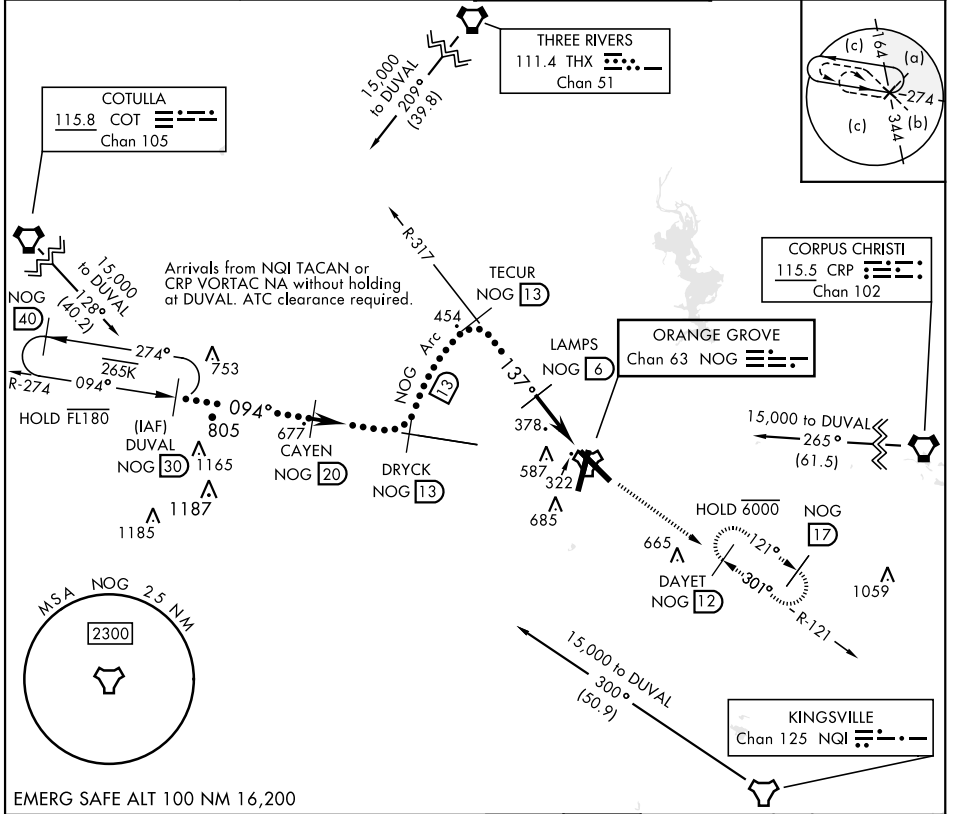 THREE RIVERS
111.4 THX
Chan 51
15,000
to DUVAL
209°
(39.8)
164
(c)
(a)
274
(b)
(c)
344
COTULLA
115.8 COT
Chan 105
15,000
to DUVAL
128°
(40.2)
Arrivals from NQI TACAN or
CRP VORTAC NA without holding
at DUVAL. ATC clearance required.
R-317
TECUR
NOG 13
CORPUS CHRISTI
115.5 CRP
Chan 102
NOG
40
274°
265K
R-274
094°
HOLD FL180
753
454
NOG Arc
13
137°
LAMPS
NOG 6
ORANGE GROVE
Chan 63 NOG
15,000 to DUVAL
265°
(61.5)
(IAF)
DUVAL
NOG 30
094°
805
677
CAYEN
NOG 20
DRYCK
NOG 13
378
587
322
685
1165
1187
1185
HOLD 6000
NOG
17
121°
301°
665
DAYET
NOG 12
R-121
1059
MSA NOG 25 NM
2300
15,000 to DUVAL
300°
(50.9)
KINGSVILLE
Chan 125 NQI
EMERG SAFE ALT 100 NM 16,200